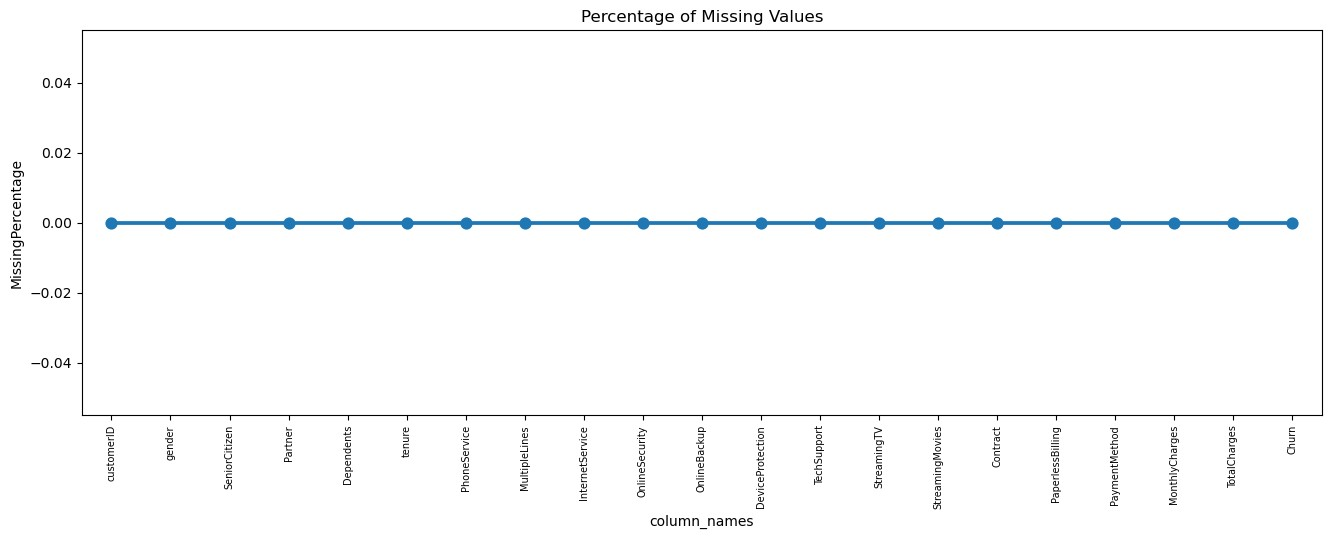 Percentage of Missing Values
MissingPercentage
0.04
0.02
0.00
−0.02
−0.04
customerID
gender
SeniorCitizen
Partner
Dependents
tenure
PhoneService
MultipleLines
InternetService
OnlineSecurity
OnlineBackup
DeviceProtection
TechSupport
StreamingTV
StreamingMovies
Contract
PaperlessBilling
PaymentMethod
MonthlyCharges
TotalCharges
Churn
column_names